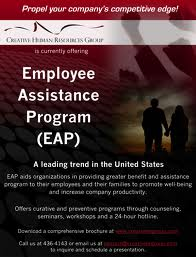 Propel your company's competitive edge!
CREATIVE HUMAN RESOURCES GROUP
is currently offering
Employee
Assistance
Program
(EAP)
A leading trend in the United States
EAP aids organizations in providing greater benefit and assistance
program to their employees and their families to promote well-being
and increase company productivity.
Offers curative and preventive programs through counseling,
seminars, workshops and a 24-hour hotline.
Download a comprehensive brochure at
Call us at 436-4143 or email us at
to inquire and schedule a presentation.